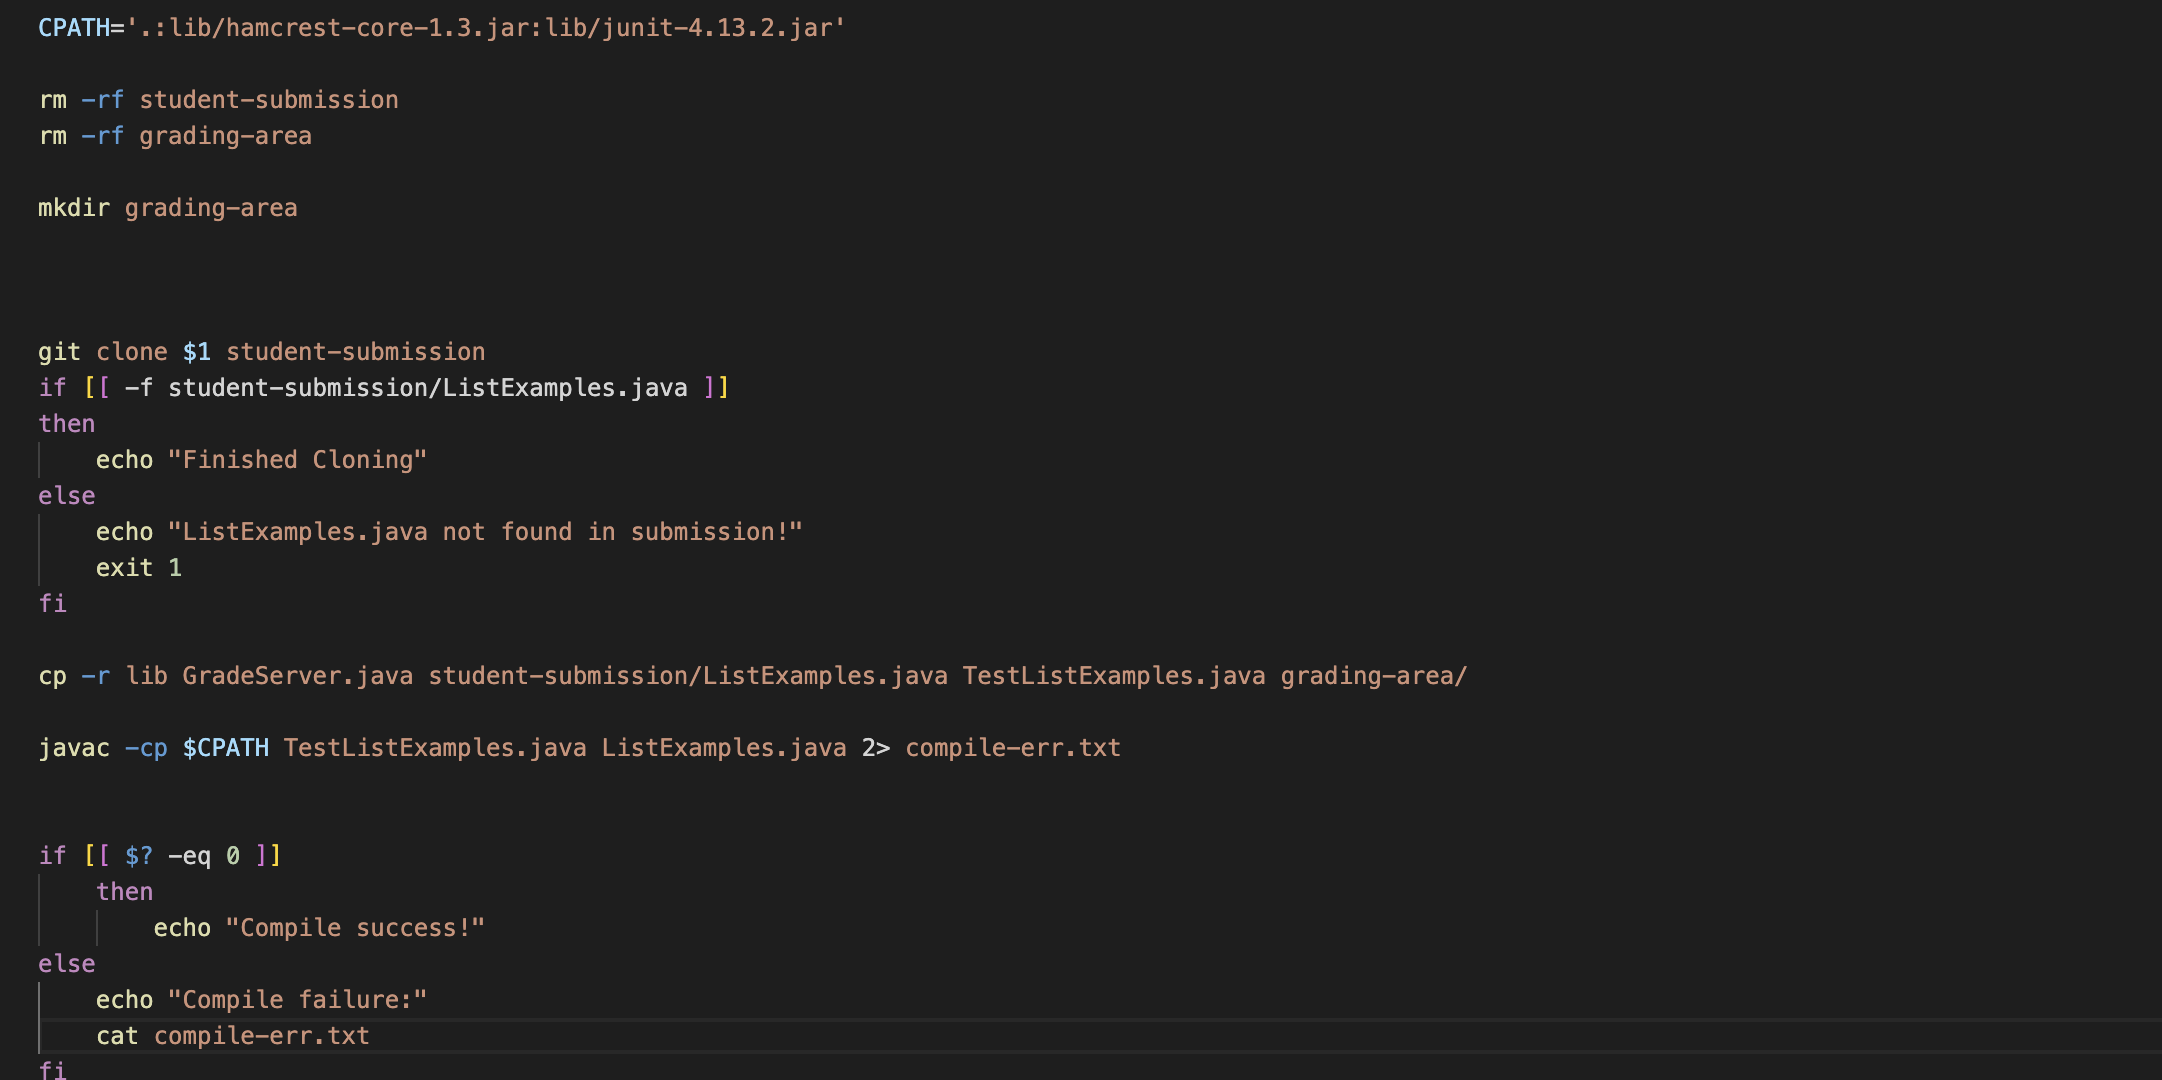 CPATH='.:lib/hamcrest-core-1.3.jar:lib/junit-4.13.2.jar'
rm -rf student-submission
rm -rf grading-area
mkdir grading-area
git clone $1 student-submission
if [[ -f student-submission/ListExamples.java ]]
then
    echo "Finished Cloning"
else
    echo "ListExamples.java not found in submission!"
    exit 1
fi
cp -r lib GradeServer.java student-submission/ListExamples.java TestListExamples.java grading-area/
javac -cp $CPATH TestListExamples.java ListExamples.java 2> compile-err.txt
if [[ $? -eq 0 ]]
    then
        echo "Compile success!"
else
    echo "Compile failure:"
    cat compile-err.txt
fi